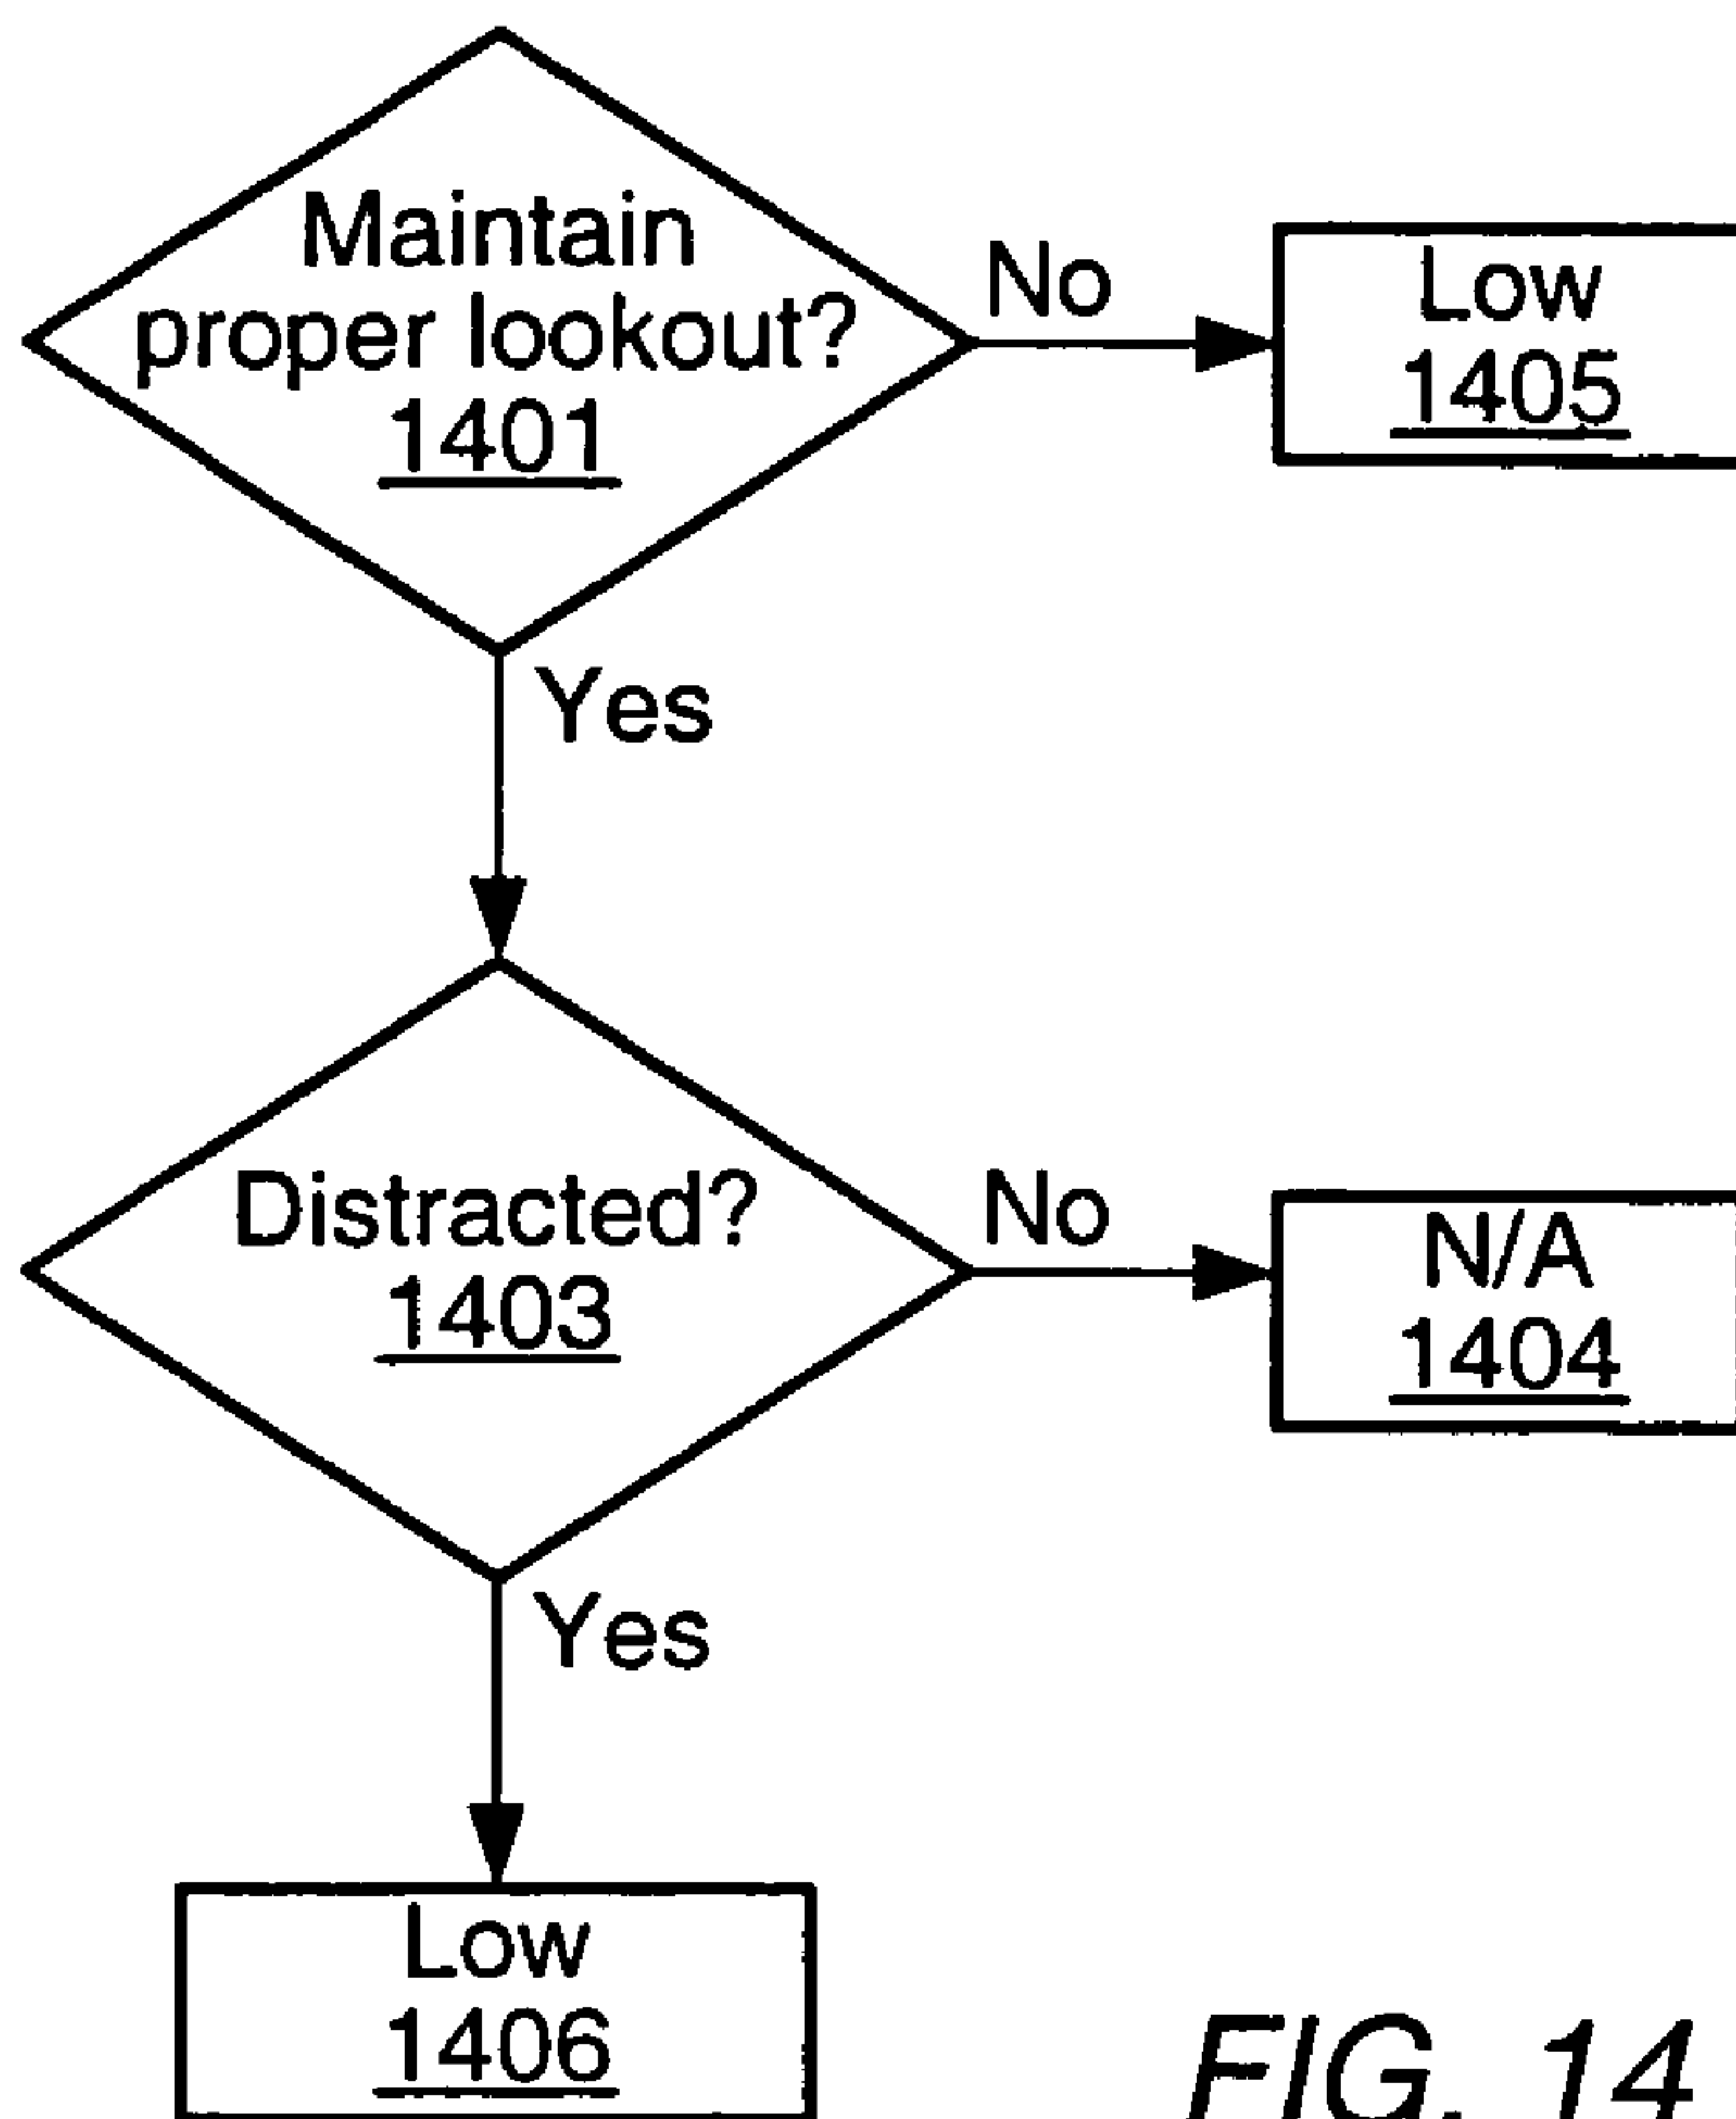 Maintain
proper lookout?
1401
No
Low
1405
Yes
Distracted?
1403
No
N/A
1404
Yes
Low
1406
FIG. 14